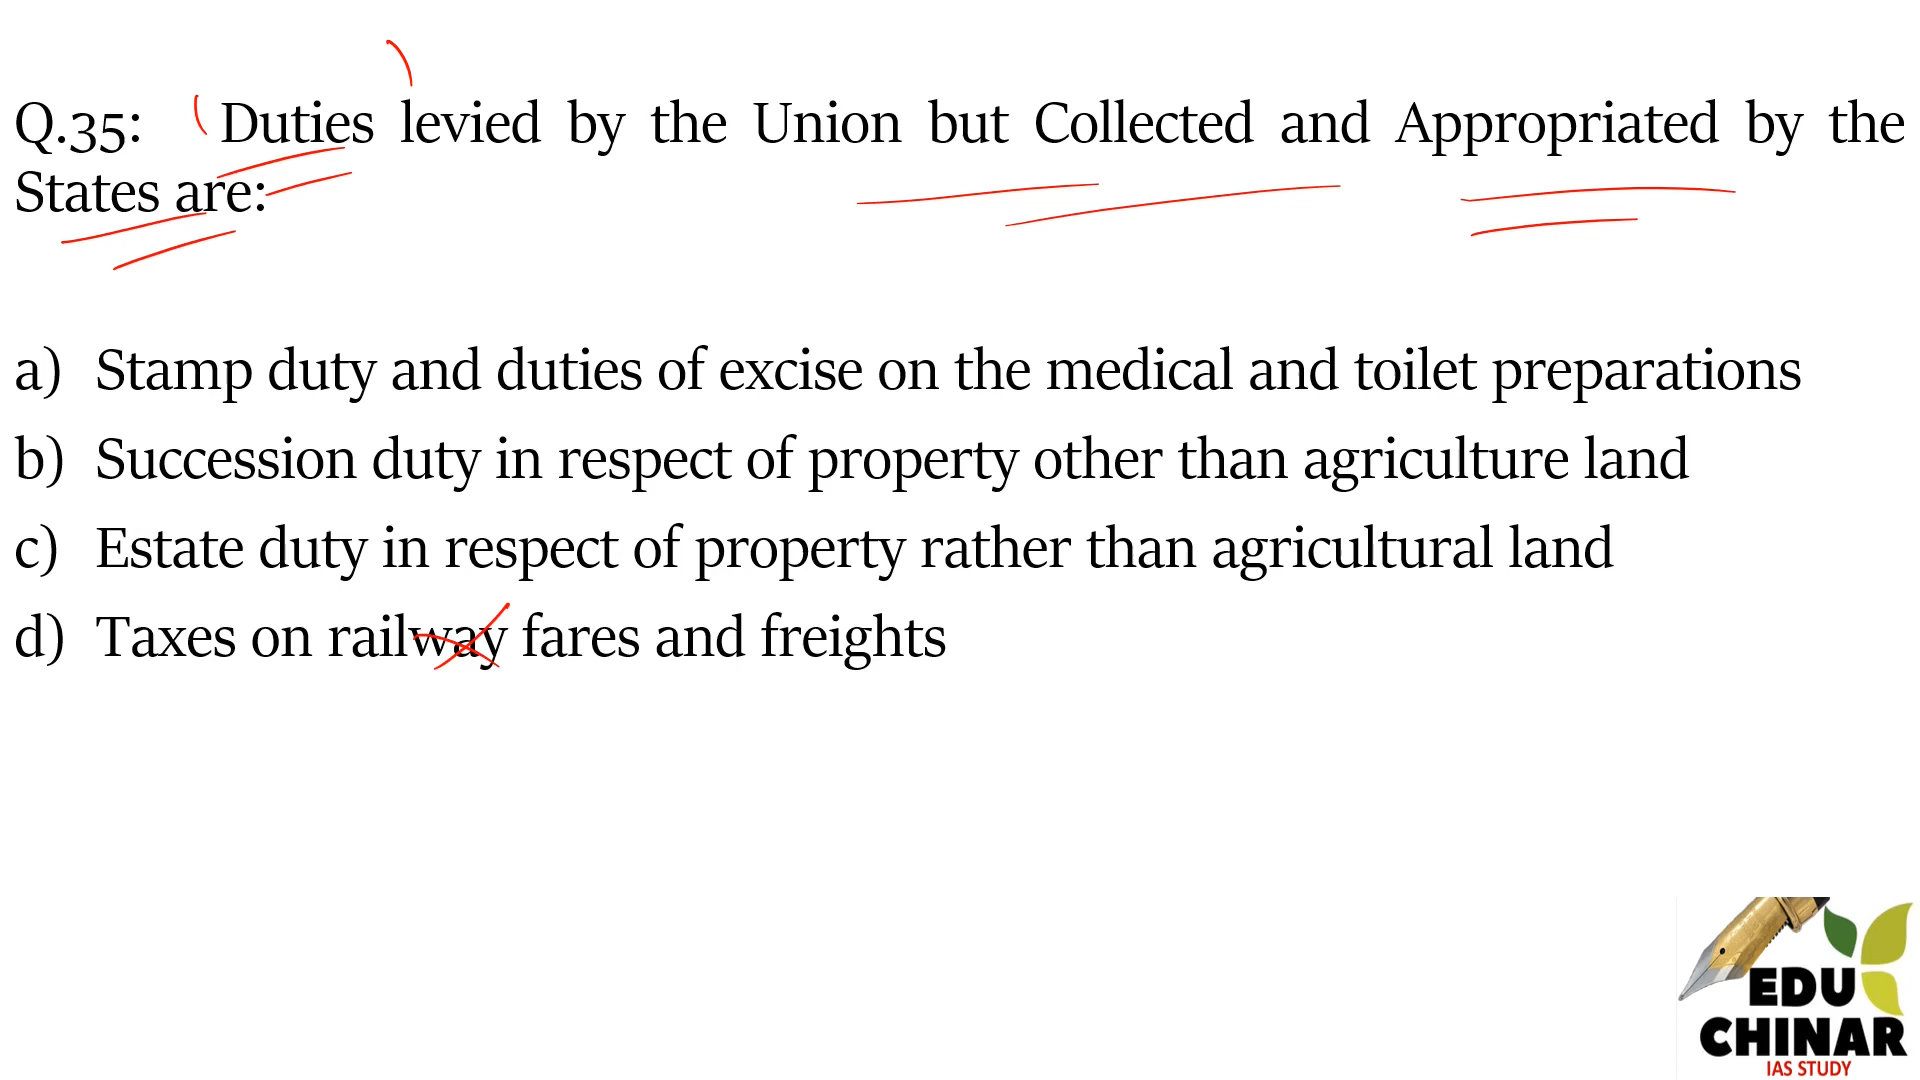 Q.35: Duties levied by the Union but Collected and Appropriated by the
States are:
a) Stamp duty and duties of excise on the medical and toilet preparations
b) Succession duty in respect of property other than agriculture land
c) Estate duty in respect of property rather than agricultural land
d) Taxes on railway fares and freights
EDU
CHINAR
IAS STUDY